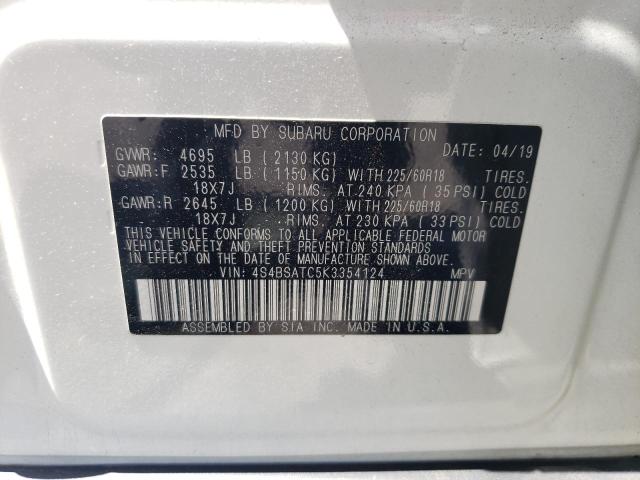 MFD BY SUBARU CORPORATION
GVWR: 4695 LB (2130 KG) DATE: 04/19
GAWR:F 2535 LB (1150 KG) WITH 225/60R18 TIRES.
18X7J RIMS. AT 240 KPA (35 PSI) COLD
GAWR:R 2645 LB (1200 KG) WITH 225/60R18 TIRES.
18X7J RIMS. AT 230 KPA (33 PSI) COLD
THIS VEHICLE CONFORMS TO ALL APPLICABLE FEDERAL MOTOR
VEHICLE SAFETY AND THEFT PREVENTION STANDARDS
IN EFFECT ON THE DATE OF MANUFACTURE SHOWN ABOVE.
VIN: 4S4BSATC5K3354124 MPV
ASSEMBLED BY SIA INC. MADE IN U.S.A.